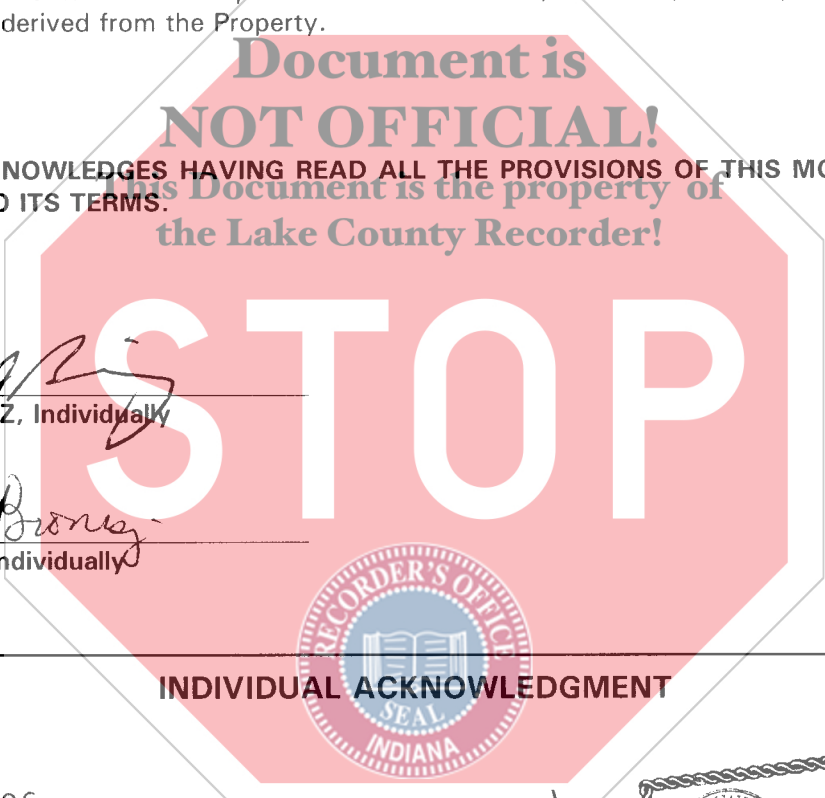 derived from the Property.
Document is
NOT OFFICIAL!
NOWLEDGES HAVING READ ALL THE PROVISIONS OF THIS MO
This Document is the property of
ITS TERMS.
the Lake County Recorder!
STOP
Z, Individually
Bronsz
ndividually
RECORDER'S OFFICE
INDIVIDUAL ACKNOWLEDGMENT
SEAL
INDIANA